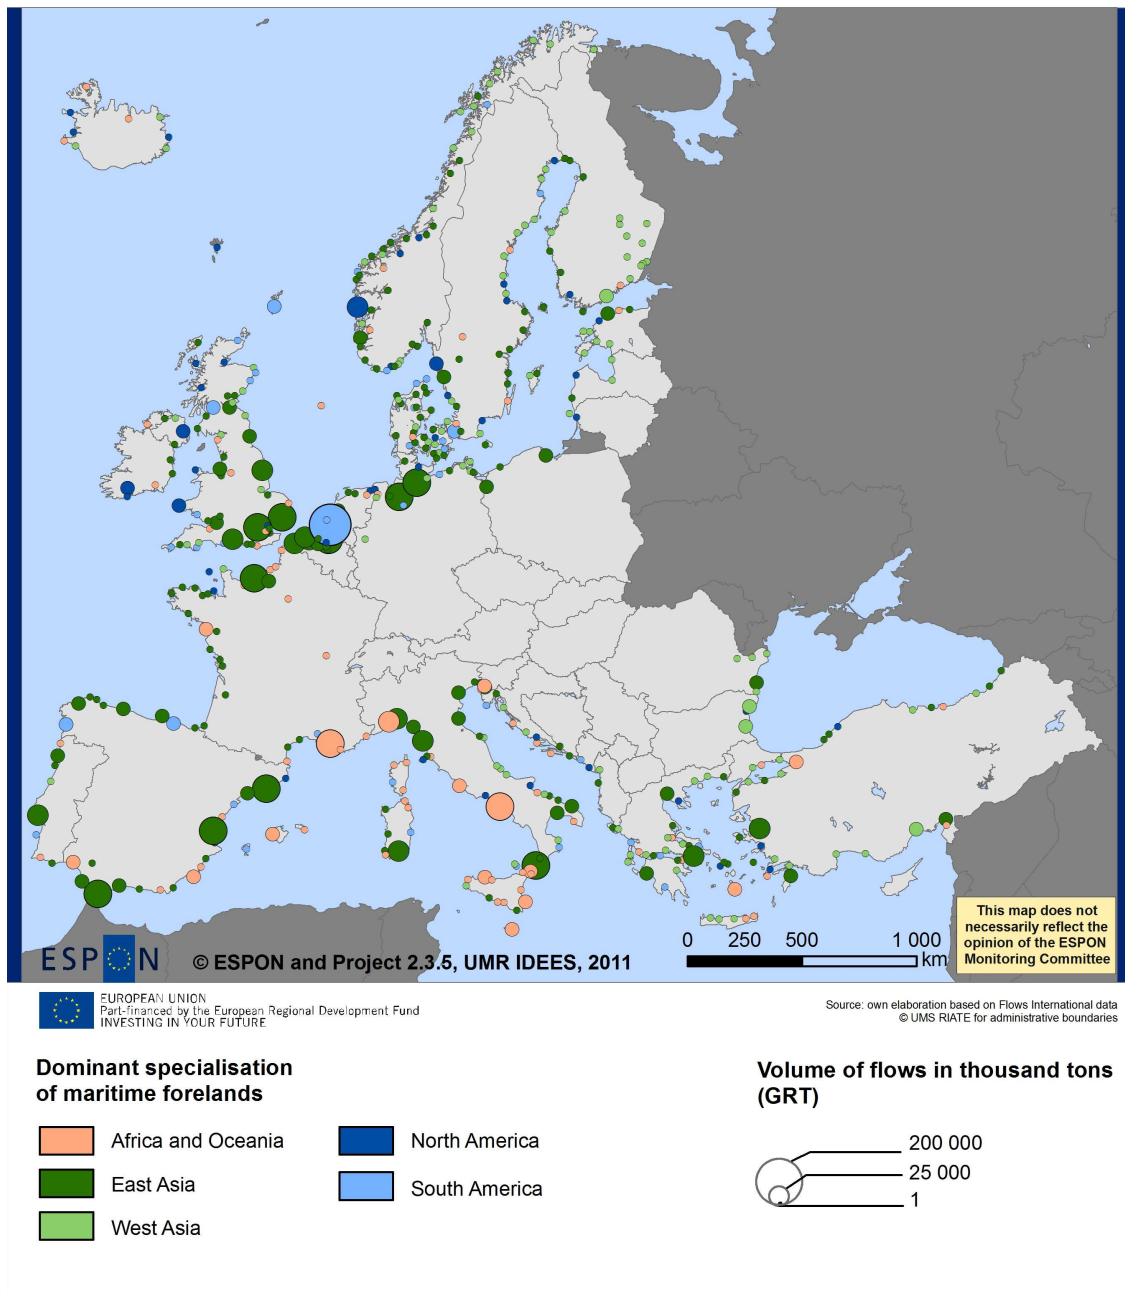 This map does not
necessarily reflect the
opinion of the ESPON
Monitoring Committee
0 250 500 1 000
km
ESPON
© ESPON and Project 2.3.5, UMR IDEES, 2011
EUROPEAN UNION
Part-financed by the European Regional Development Fund
INVESTING IN YOUR FUTURE
Source: own elaboration based on Flows International data
© UMS RIATE for administrative boundaries
Dominant specialisation
of maritime forelands
Africa and Oceania
East Asia
West Asia
North America
South America
Volume of flows in thousand tons
(GRT)
200 000
25 000
1